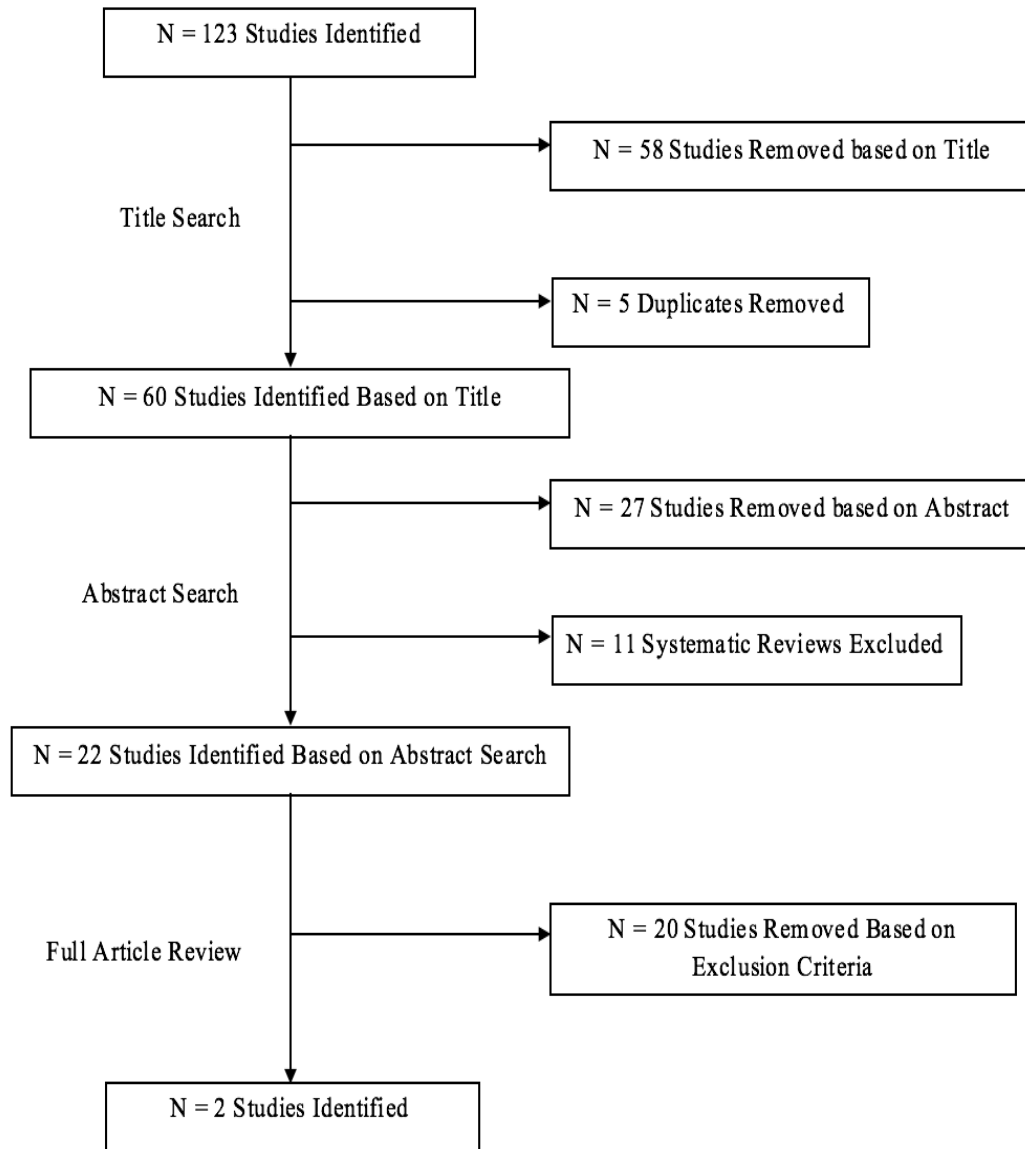 N = 123 Studies Identified
N = 58 Studies Removed based on Title
Title Search
N = 5 Duplicates Removed
N = 60 Studies Identified Based on Title
N = 27 Studies Removed based on Abstract
Abstract Search
N = 11 Systematic Reviews Excluded
N = 22 Studies Identified Based on Abstract Search
N = 20 Studies Removed Based on
Exclusion Criteria
Full Article Review
N = 2 Studies Identified